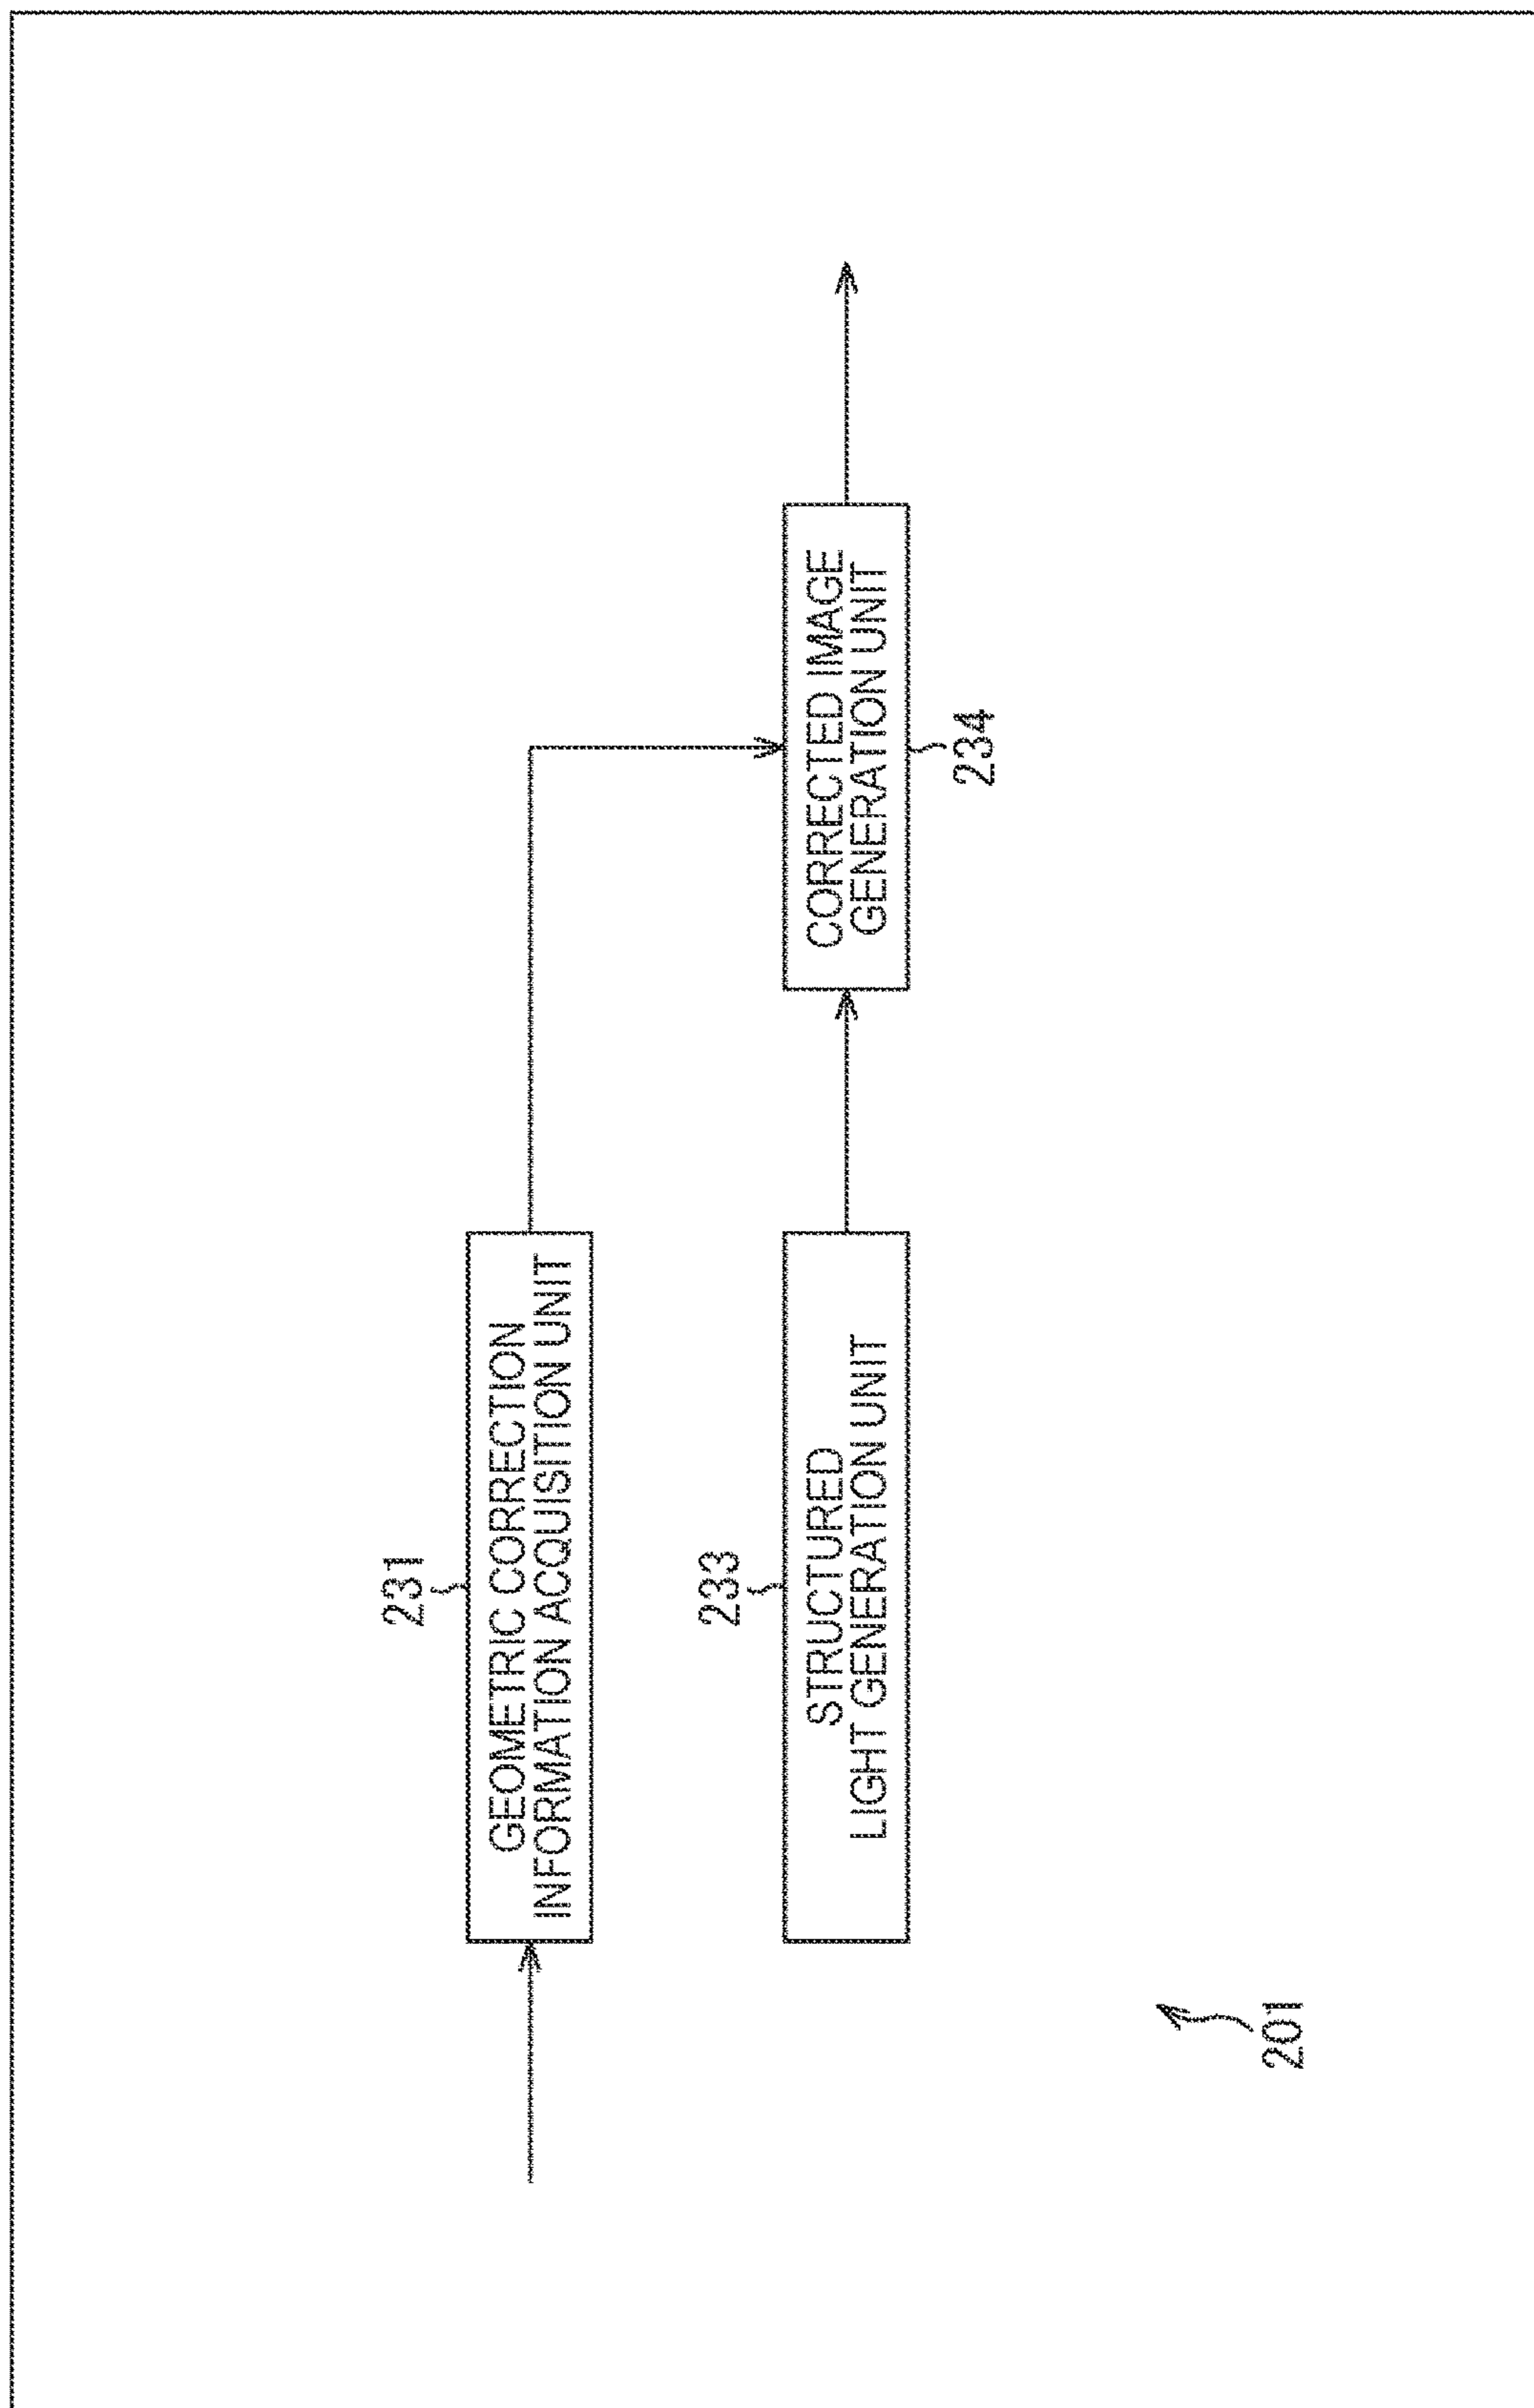 231
GEOMETRIC CORRECTION
INFORMATION ACQUISITION UNIT
233
STRUCTURED
LIGHT GENERATION UNIT
CORRECTED IMAGE
GENERATION UNIT
234
201